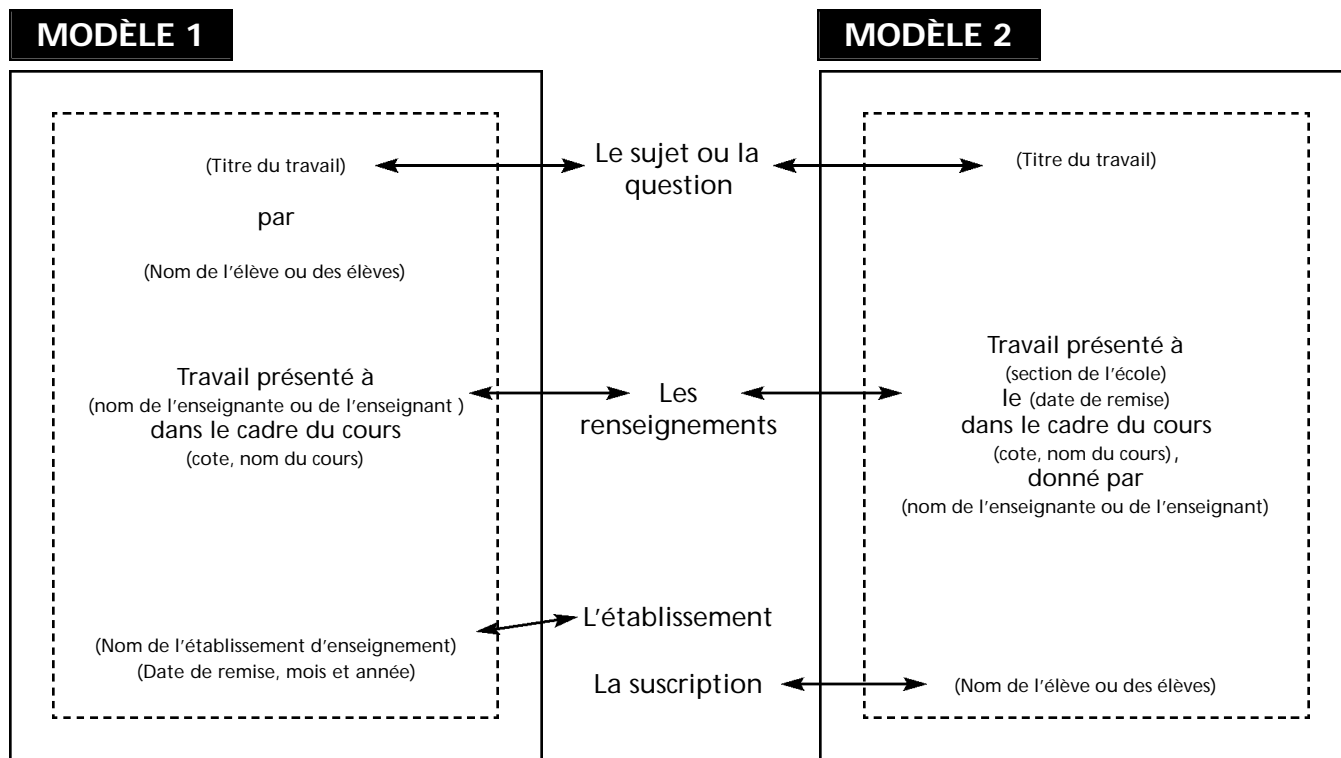 MODÈLE 1
(Titre du travail)
par
(Nom de l'élève ou des élèves)
Travail présenté à
(nom de l'enseignante ou de l'enseignant )
dans le cadre du cours
(cote, nom du cours)
(Nom de l'établissement d'enseignement)
(Date de remise, mois et année)
Le sujet ou la
question
Les
renseignements
L'établissement
La suscription
MODÈLE 2
(Titre du travail)
Travail présenté à
(section de l'école)
le (date de remise)
dans le cadre du cours
(cote, nom du cours),
donné par
(nom de l'enseignante ou de l'enseignant)
(Nom de l'élève ou des élèves)